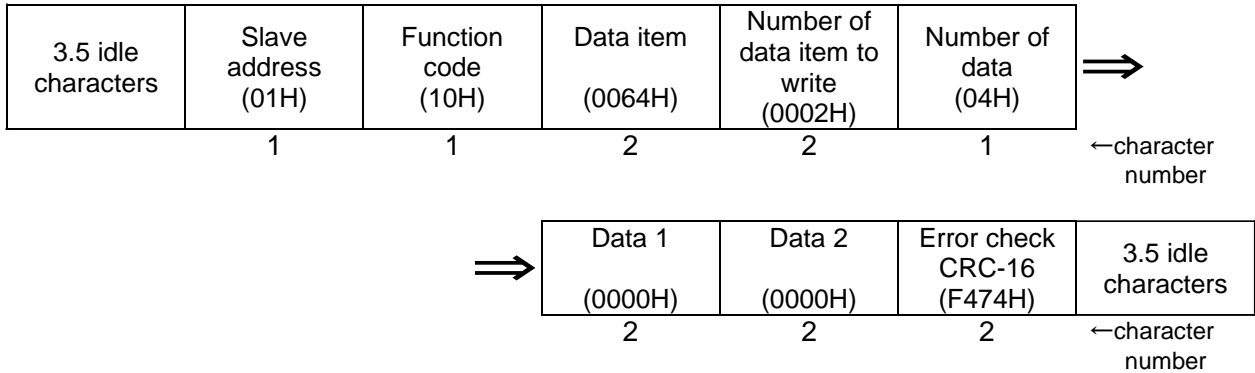 3.5 idle
characters
Slave
address
(01H)
Function
code
(10H)
Data item
(0064H)
Number of
data item to
write
(0002H)
Number of
data
(04H)
⇒
1 1 2 2 1 ←character
number
⇒
Data 1
(0000H)
Data 2
(0000H)
Error check
CRC-16
(F474H)
3.5 idle
characters
2 2 2 ←character
number